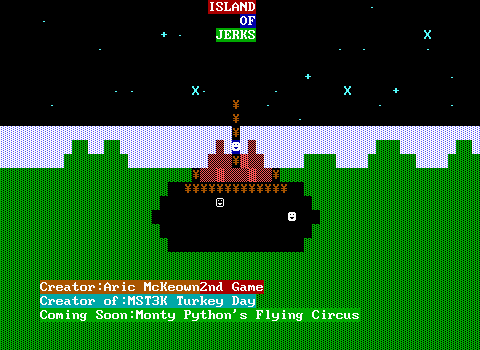 ISLAND
OF
JERKS
Creator:Aric McKeown2nd Game
Creator of:MST3K Turkey Day
Coming Soon:Monty Python's Flying Circus